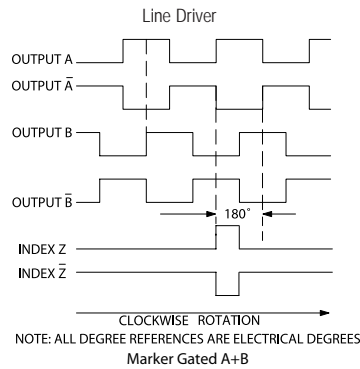 Line Driver
OUTPUT A
OUTPUT A̅
OUTPUT B
OUTPUT B̅
180°
INDEX Z
INDEX Z̅
CLOCKWISE ROTATION
NOTE: ALL DEGREE REFERENCES ARE ELECTRICAL DEGREES
Marker Gated A+B